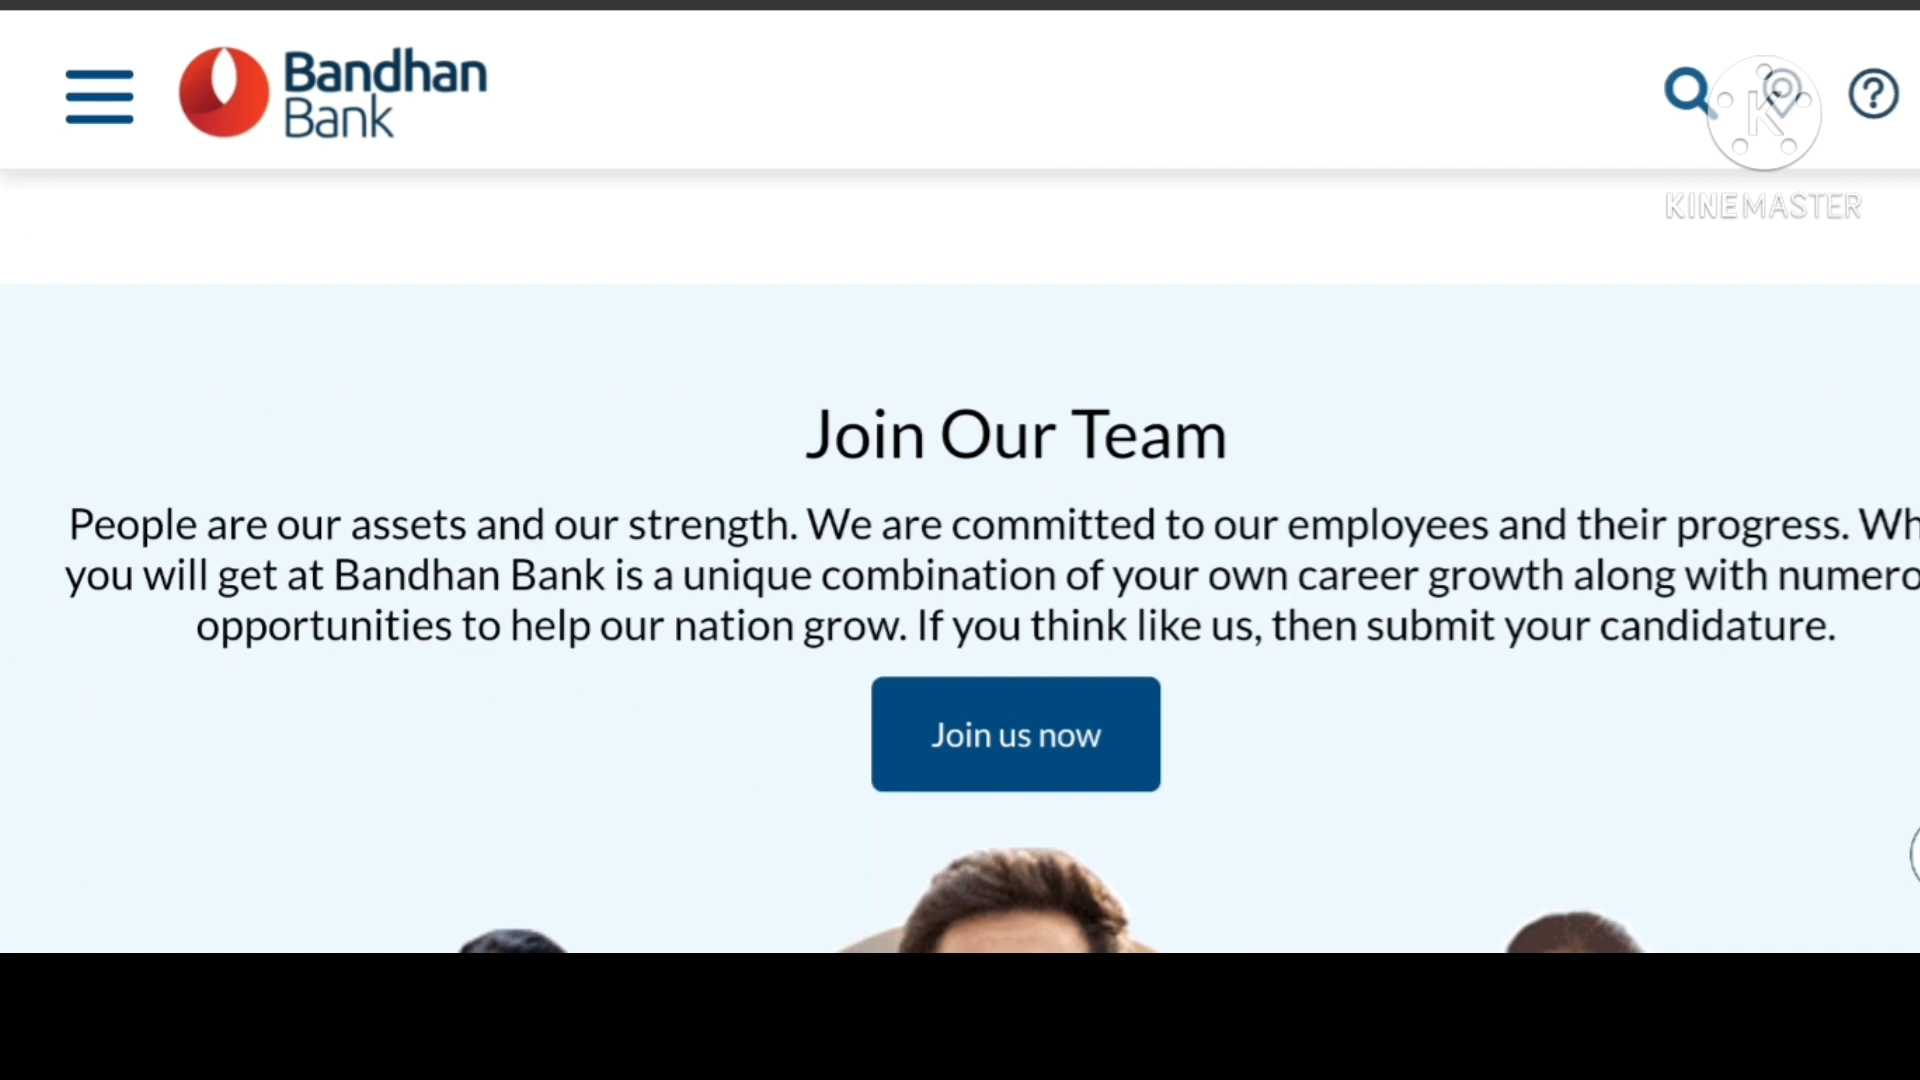 Bandhan
Bank
KINEMASTER
Join Our Team
People are our assets and our strength. We are committed to our employees and their progress. Wh
you will get at Bandhan Bank is a unique combination of your own career growth along with numero
opportunities to help our nation grow. If you think like us, then submit your candidature.
Join us now